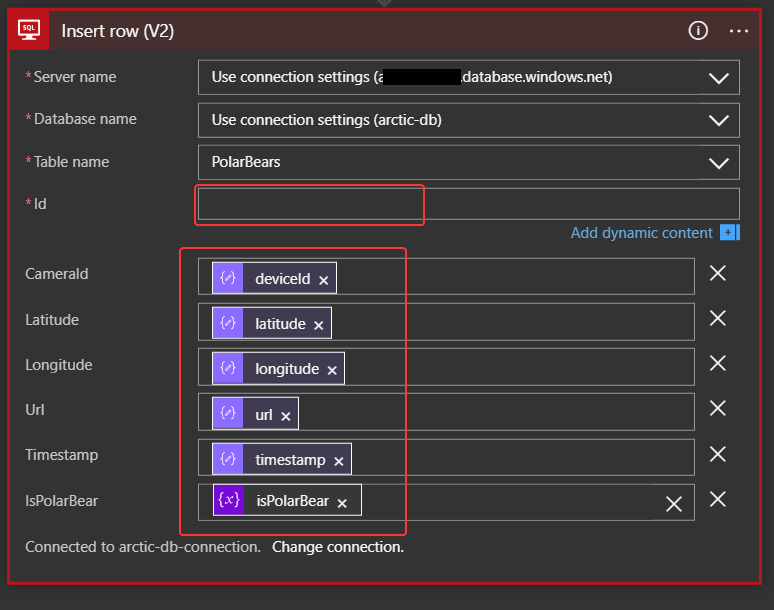 SQL Insert row (V2)
* Server name Use connection settings (a .database.windows.net)
* Database name Use connection settings (arctic-db)
* Table name PolarBears
* Id
Add dynamic content
CameraId deviceId
Latitude latitude
Longitude longitude
Url url
Timestamp timestamp
IsPolarBear {x} isPolarBear
Connected to arctic-db-connection. Change connection.